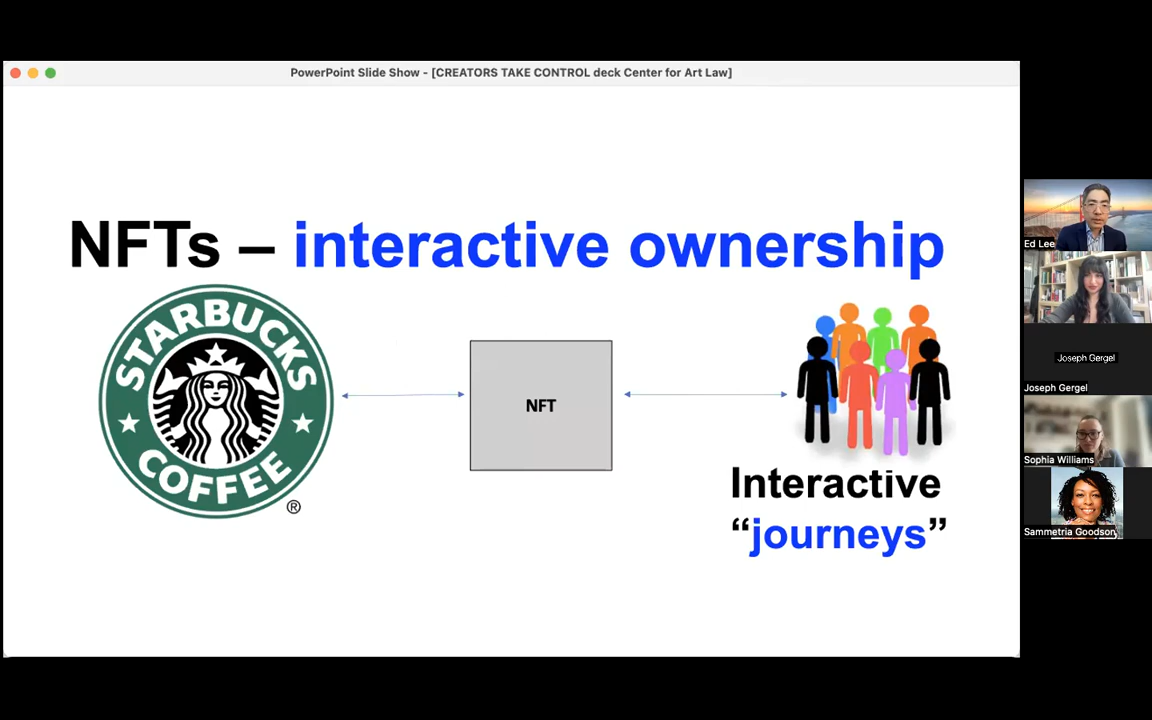 PowerPoint Slide Show - [CREATORS TAKE CONTROL deck Center for Art Law]
NFTs – interactive ownership
STARBUCKS
COFFEE
®
NFT
Interactive
“journeys”
Ed Lee
Joseph Gergel
Joseph Gergel
Sophia Williams
Sammetria Goodson